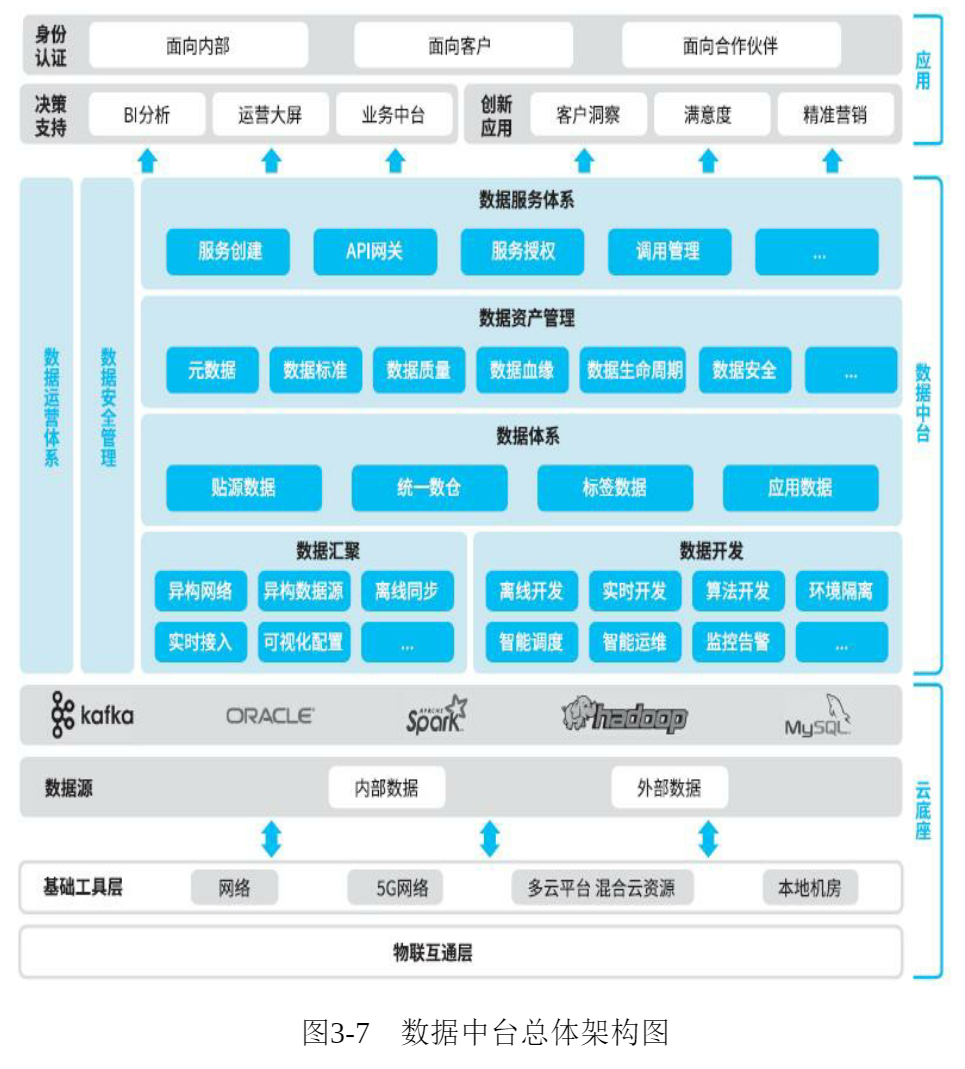 身份
认证
面向内部
面向客户
面向合作伙伴
决策
支持
BI分析
运营大屏
业务中台
创新
应用
客户洞察
满意度
精准营销
应用
数据运营体系
数据安全管理
数据服务体系
服务创建
API网关
服务授权
调用管理
...
数据资产管理
元数据
数据标准
数据质量
数据血缘
数据生命周期
数据安全
...
数据体系
贴源数据
统一数仓
标签数据
应用数据
数据汇聚
异构网络
异构数据源
离线同步
实时接入
可视化配置
...
数据开发
离线开发
实时开发
算法开发
环境隔离
智能调度
智能运维
监控告警
...
数据中台
kafka
ORACLE
APACHE
Spark
hadoop
MySQL
数据源
内部数据
外部数据
基础工具层
网络
5G网络
多云平台 混合云资源
本地机房
物联互通层
云底座
图3-7 数据中台总体架构图